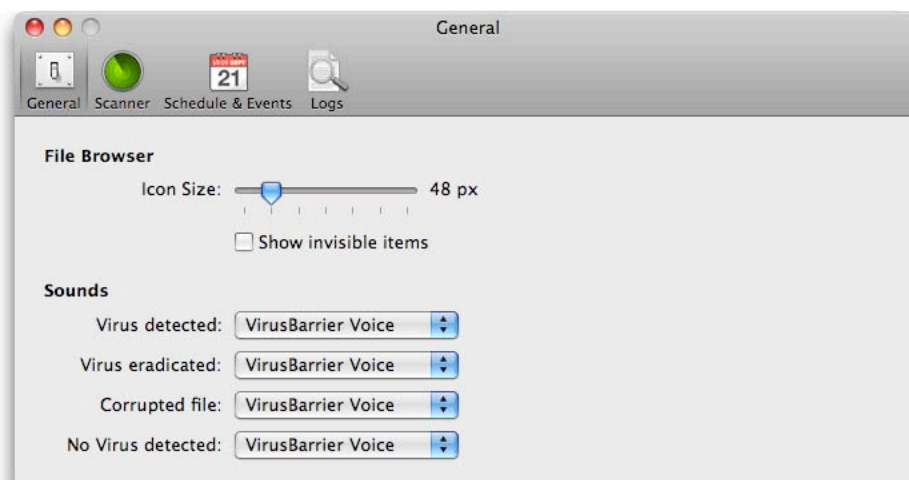 General
21
General Scanner Schedule & Events Logs
File Browser
Icon Size: 48 px
Show invisible items
Sounds
Virus detected: VirusBarrier Voice
Virus eradicated: VirusBarrier Voice
Corrupted file: VirusBarrier Voice
No Virus detected: VirusBarrier Voice